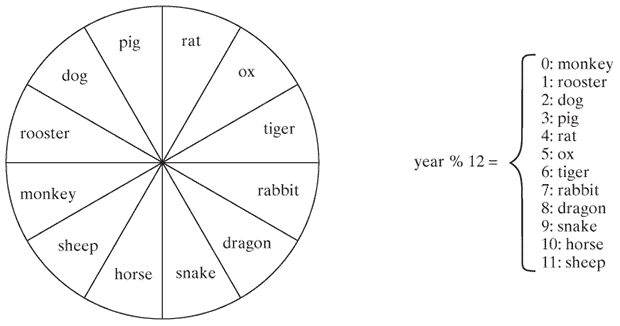 pig
rat
dog
ox
rooster
tiger
monkey
rabbit
sheep
dragon
horse
snake
year % 12 =
0: monkey
1: rooster
2: dog
3: pig
4: rat
5: ox
6: tiger
7: rabbit
8: dragon
9: snake
10: horse
11: sheep